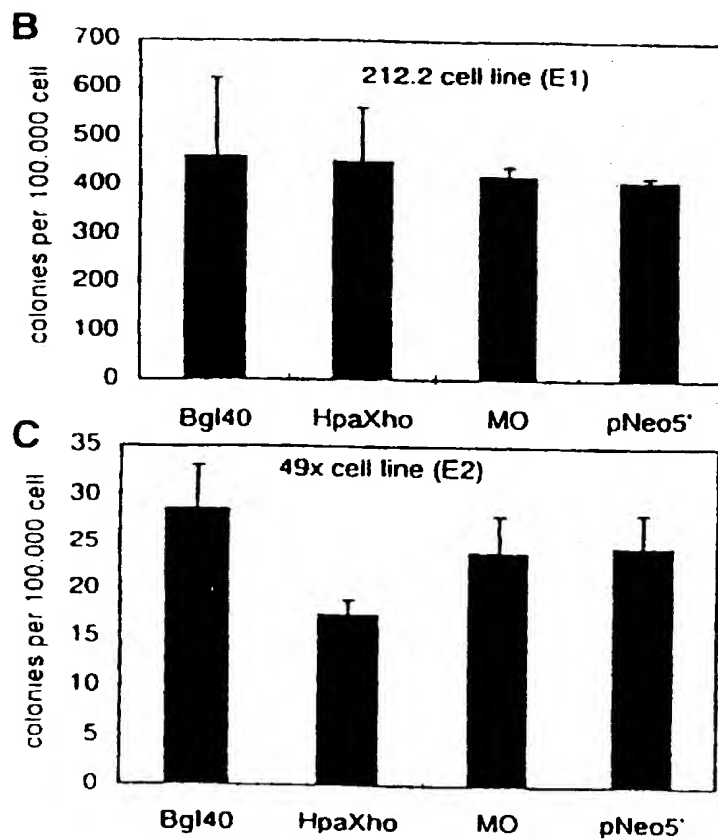 B
colonies per 100.000 cell
700
600
500
400
300
200
100
0
212.2 cell line (E1)
Bgl40 HpaXho MO pNeo5'
C
colonies per 100.000 cell
35
30
25
20
15
10
5
0
49x cell line (E2)
Bgl40 HpaXho MO pNeo5'